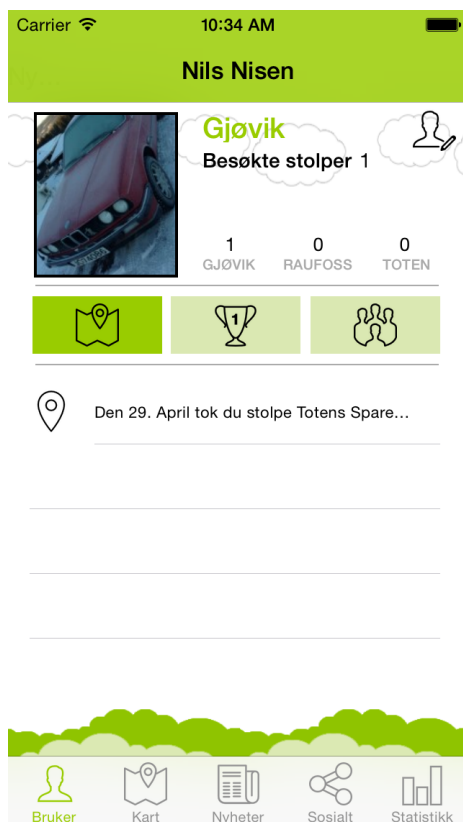 Carrier 10:34 AM
Nils Nisen
Gjøvik
Besøkte stolper 1
1 0 0
GJØVIK RAUFOSS TOTEN
1
Den 29. April tok du stolpe Totens Spare...
Bruker Kart Nyheter Sosialt Statistikk